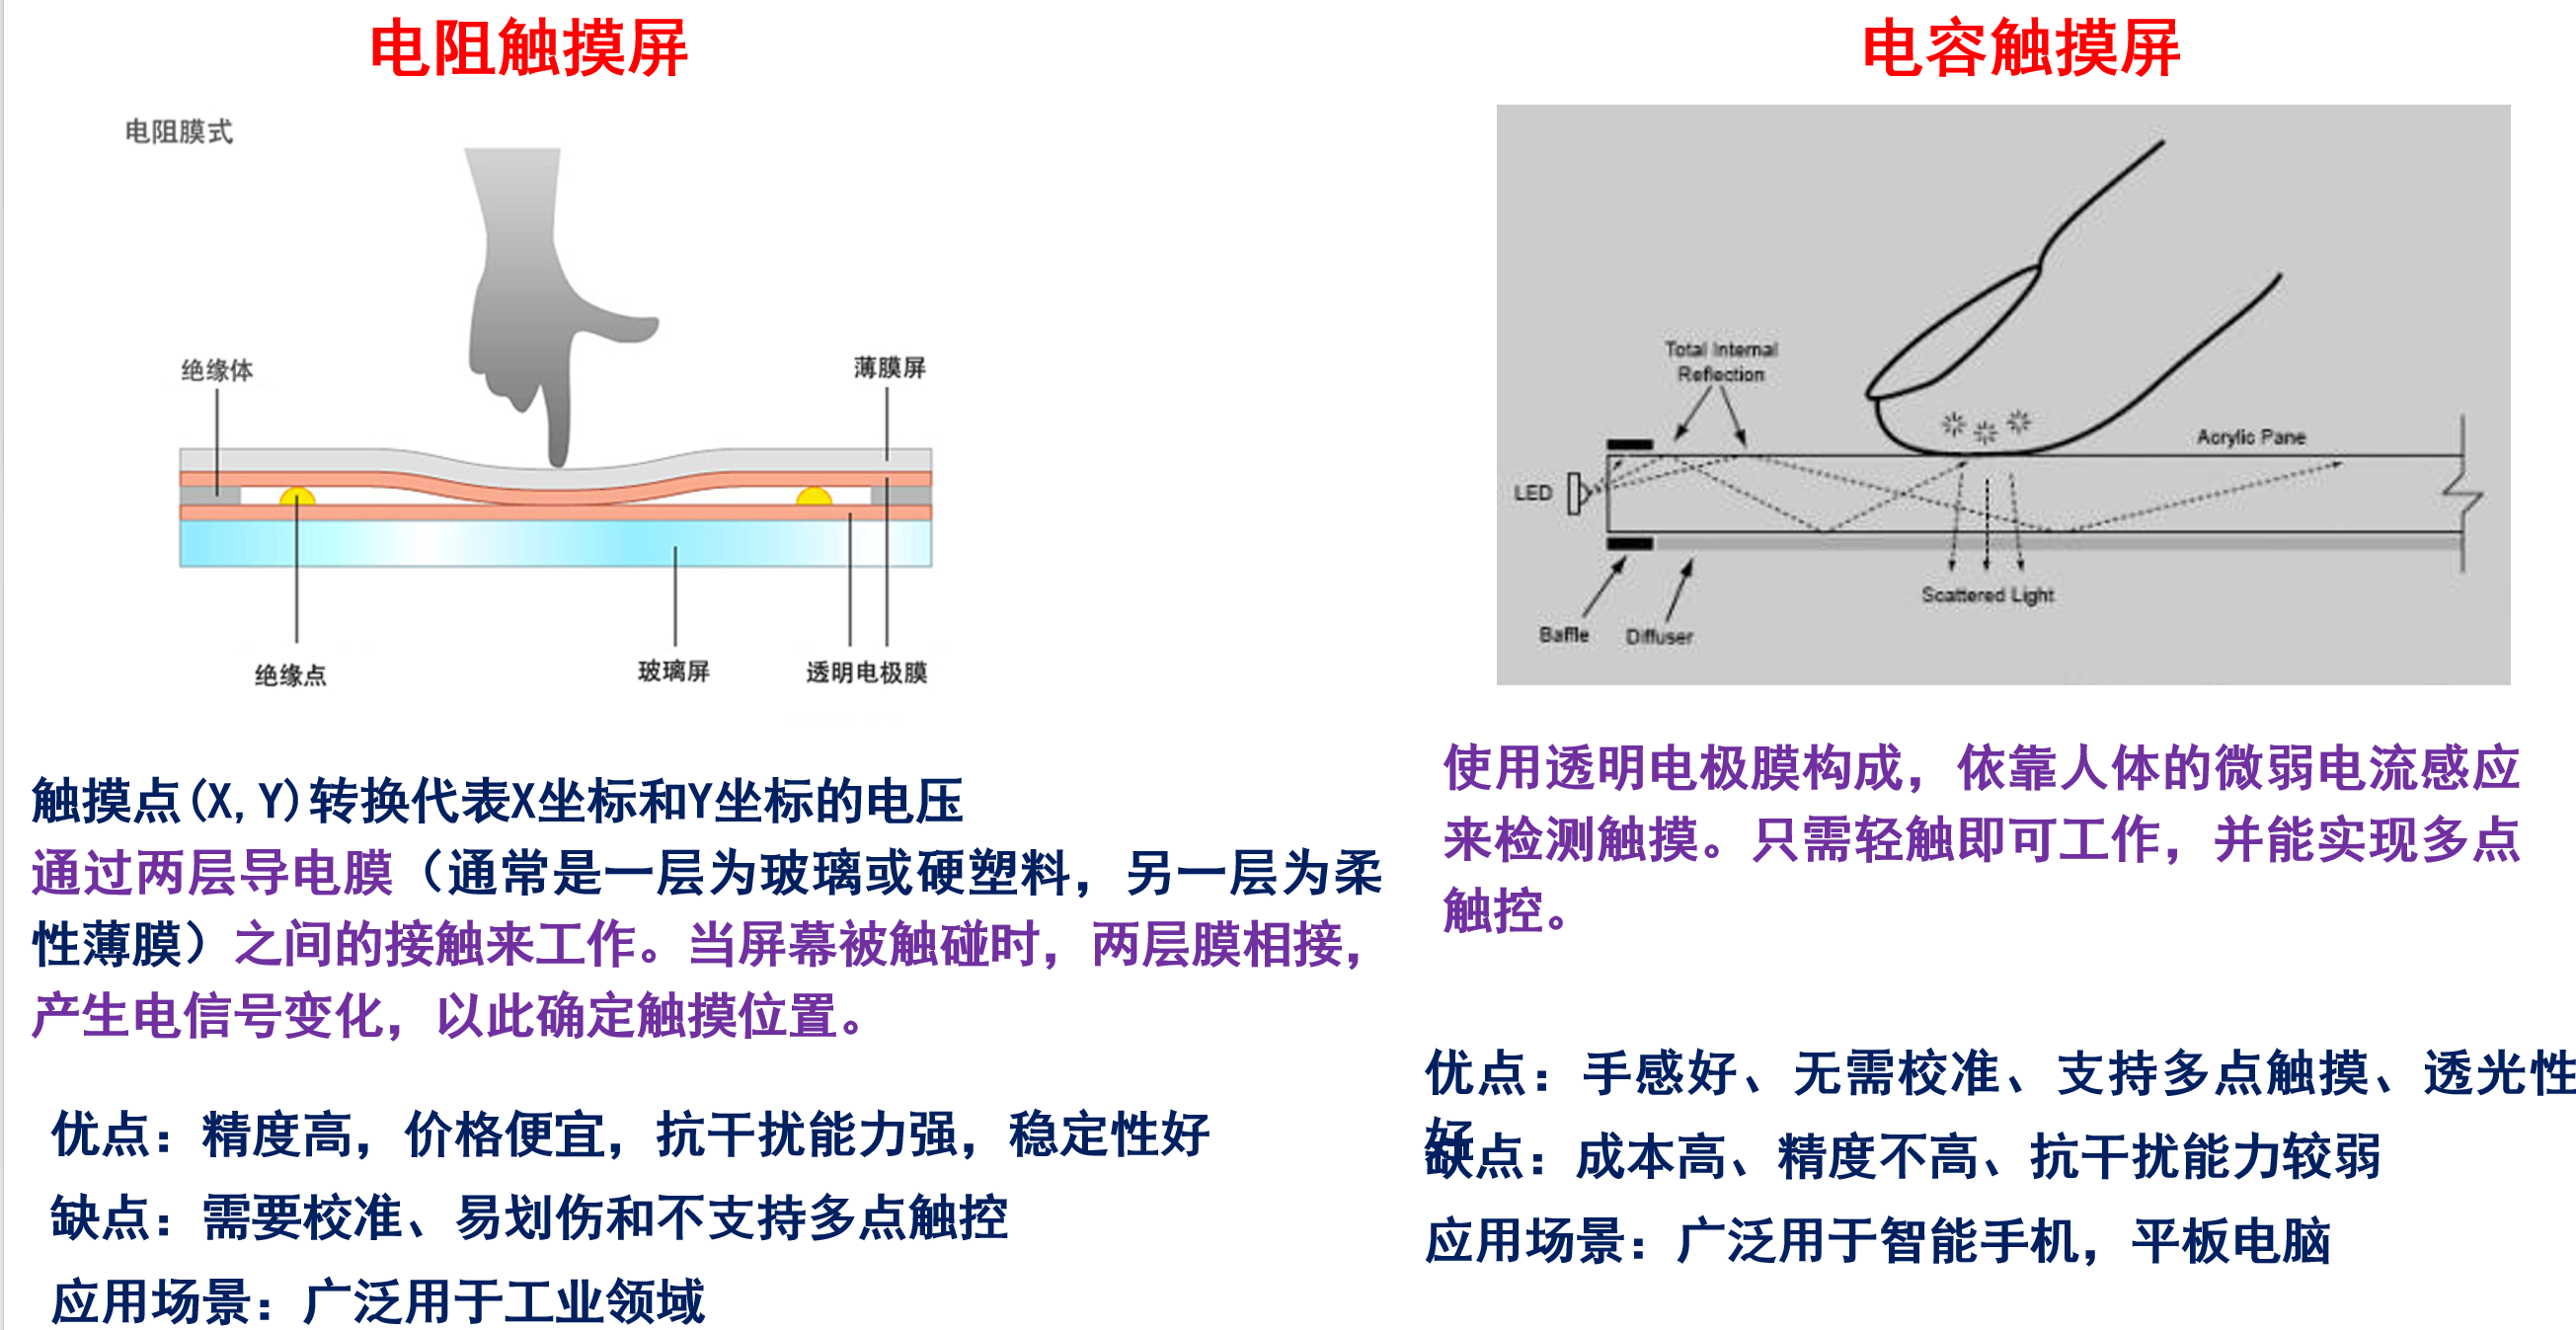 电阻触摸屏
电阻膜式
绝缘体
薄膜屏
绝缘点
玻璃屏
透明电极膜
触摸点(X,Y)转换代表X坐标和Y坐标的电压
通过两层导电膜（通常是一层为玻璃或硬塑料，另一层为柔
性薄膜）之间的接触来工作。当屏幕被触碰时，两层膜相接，
产生电信号变化，以此确定触摸位置。
优点：精度高，价格便宜，抗干扰能力强，稳定性好
缺点：需要校准、易划伤和不支持多点触控
应用场景：广泛用于工业领域
电容触摸屏
Total Internal
Reflection
Acrylic Pane
LED
Scattered Light
Baffle
Diffuser
使用透明电极膜构成，依靠人体的微弱电流感应
来检测触摸。只需轻触即可工作，并能实现多点
触控。
优点：手感好、无需校准、支持多点触摸、透光性
好
缺点：成本高、精度不高、抗干扰能力较弱
应用场景：广泛用于智能手机，平板电脑